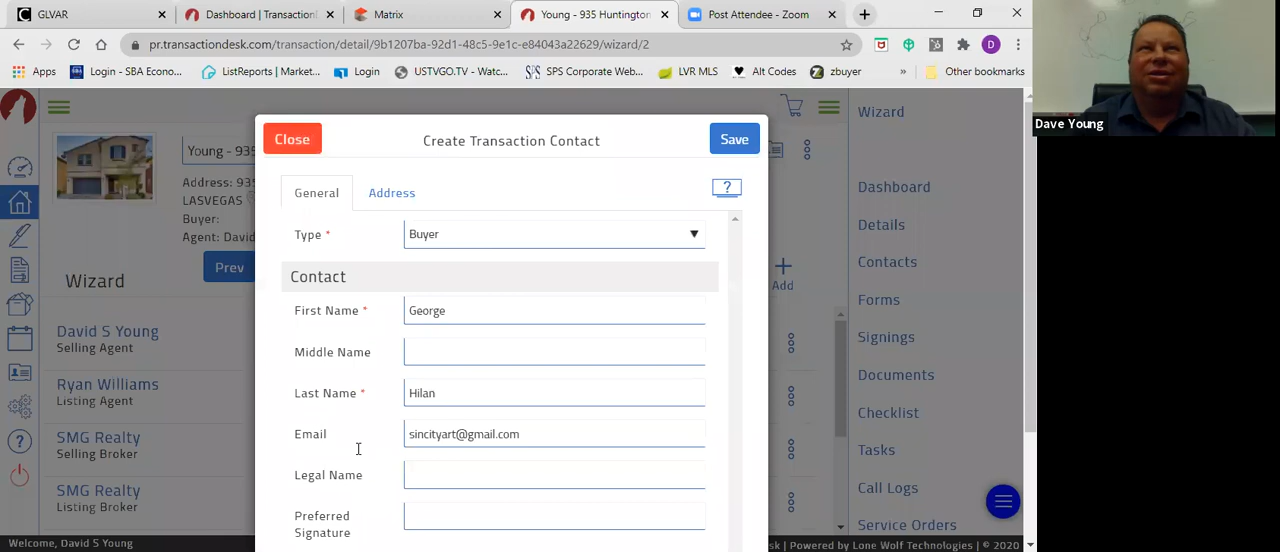 GLVAR
Dashboard | Transaction
Matrix
Young - 935 Huntington
Post Attendee - Zoom
pr.transactiondesk.com/transaction/detail/9b1207ba-92d1-48c5-9e1c-e84043a22629/wizard/2
Apps
Login - SBA Econo...
ListReports | Market...
Login
USTVGO.TV - Watc...
SPS Corporate Web...
LVR MLS
Alt Codes
zbuyer
»
Other bookmarks
D
Dave Young
Young - 935
Address: 935
LASVEGAS
Buyer:
Agent: David
Prev
Wizard
David S Young
Selling Agent
Ryan Williams
Listing Agent
SMG Realty
Selling Broker
SMG Realty
Listing Broker
Welcome, David S Young
Close
Create Transaction Contact
Save
General
Address
?
Type *
Buyer
Contact
First Name *
George
Middle Name
Last Name *
Hilan
Email
sincityart@gmail.com
Legal Name
Preferred
Signature
Add
Wizard
Dashboard
Details
Contacts
Forms
Signings
Documents
Checklist
Tasks
Call Logs
Service Orders
sk | Powered by Lone Wolf Technologies | © 2020